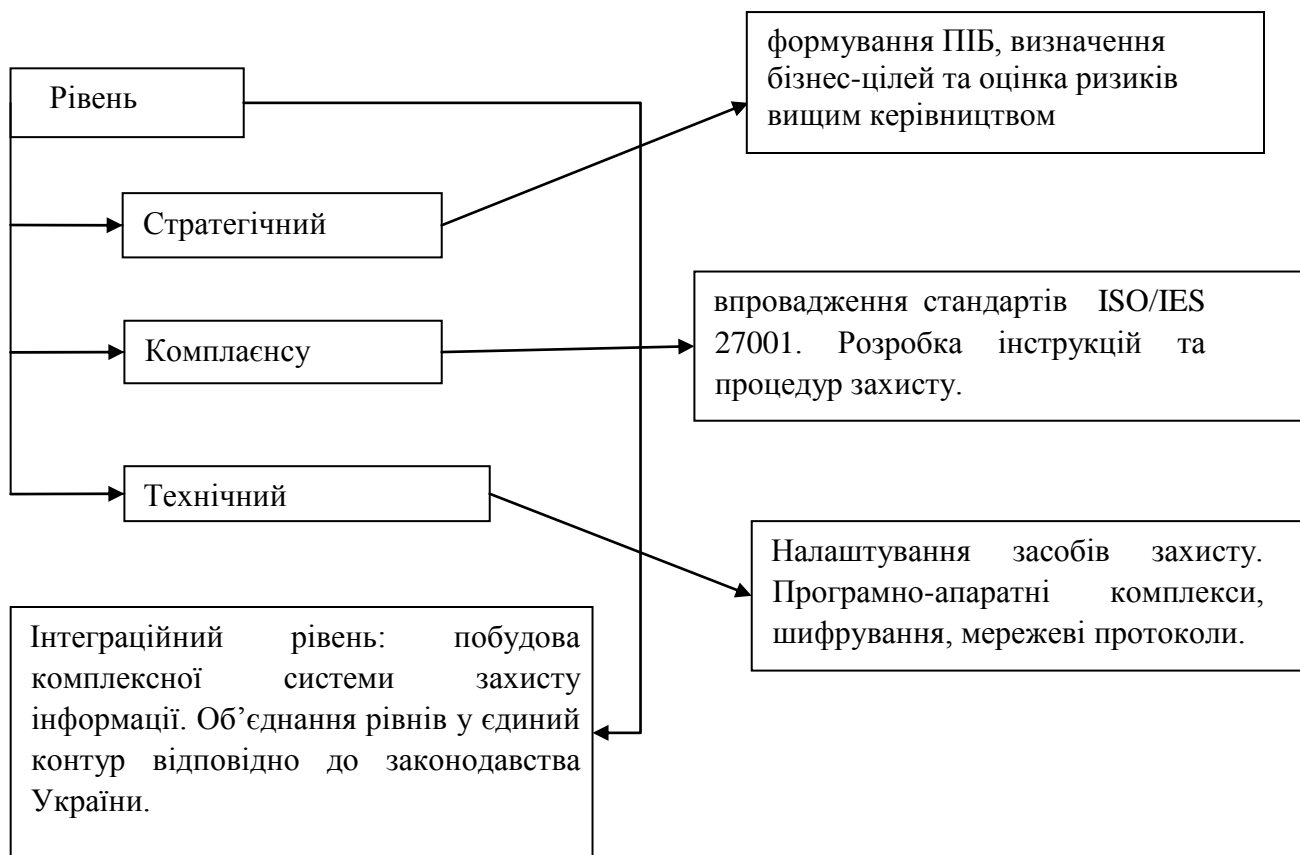 Рівень
формування ПІБ, визначення
бізнес-цілей та оцінка ризиків
вищим керівництвом
Стратегічний
впровадження стандартів ISO/IES
27001. Розробка інструкцій та
процедур захисту.
Комплаєнсу
Технічний
Налаштування засобів захисту.
Програмно-апаратні комплекси,
шифрування, мережеві протоколи.
Інтеграційний рівень: побудова
комплексної системи захисту
інформації. Об’єднання рівнів у єдиний
контур відповідно до законодавства
України.